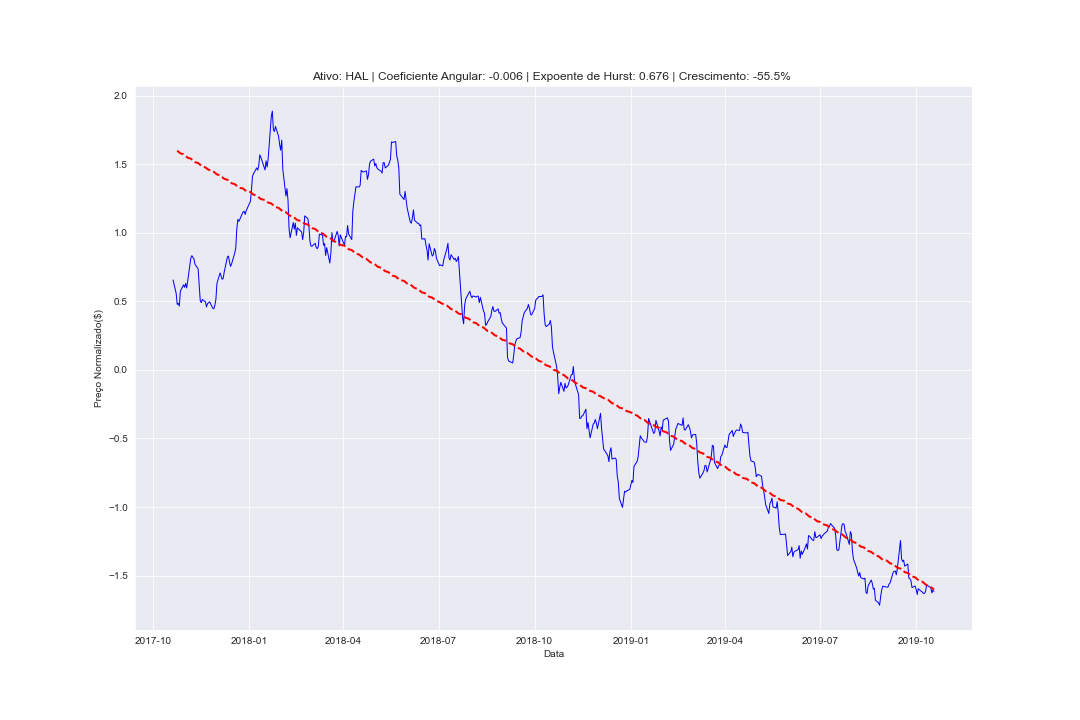 Ativo: HAL | Coeficiente Angular: -0.006 | Expoente de Hurst: 0.676 | Crescimento: -55.5%
2.0
1.5
1.0
0.5
0.0
−0.5
−1.0
−1.5
Preço Normalizado($)
2017-10 2018-01 2018-04 2018-07 2018-10 2019-01 2019-04 2019-07 2019-10
Data